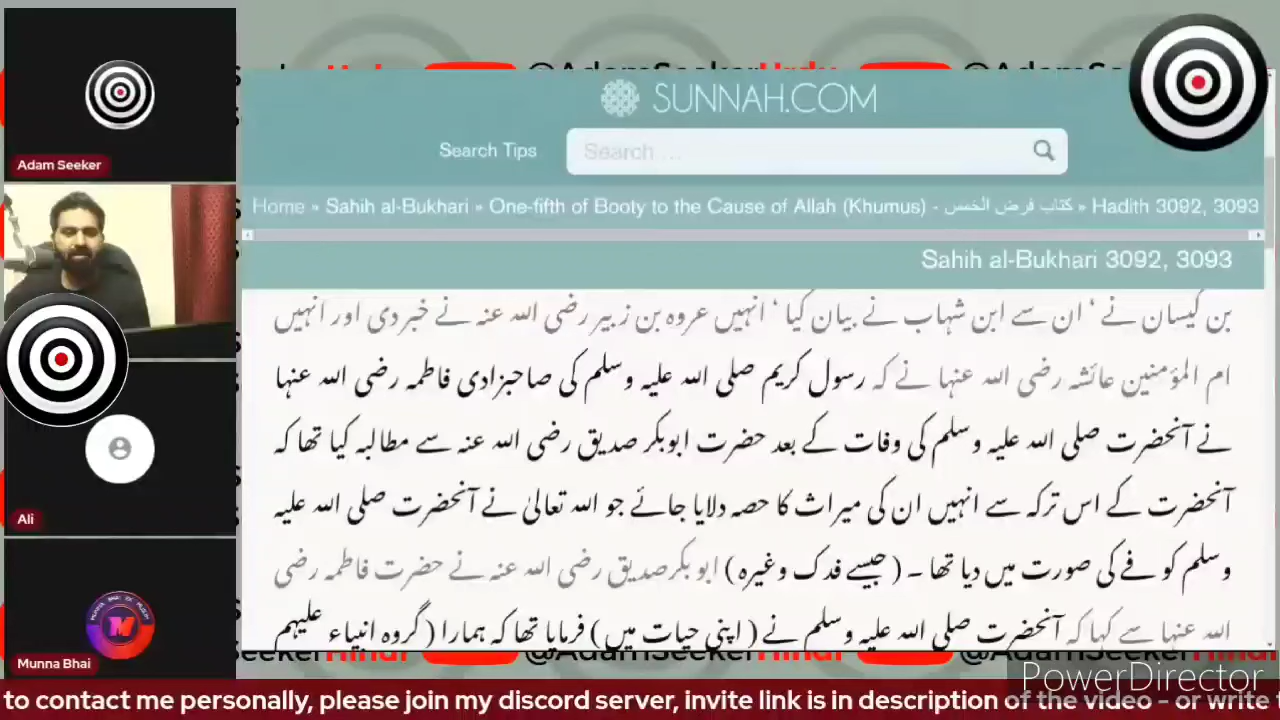 @AdamSeekerUrdu
SUNNAH.COM
Search Tips
Search ...
Home » Sahih al-Bukhari » One-fifth of Booty to the Cause of Allah (Khumus) - كتاب فرض الخمس » Hadith 3092, 3093
Sahih al-Bukhari 3092, 3093
بن کیسان نے ‘ ان سے ابن شہاب نے بیان کیا ‘ انہیں عروہ بن زبیر رضی اللہ عنہ نے خبر دی اور انہیں
ام المؤمنین عائشہ رضی اللہ عنہا نے کہ رسول کریم صلی اللہ علیہ وسلم کی صاحبزادی فاطمہ رضی اللہ عنہا
نے آنحضرت صلی اللہ علیہ وسلم کی وفات کے بعد حضرت ابوبکر صدیق رضی اللہ عنہ سے مطالبہ کیا تھا کہ
آنحضرت کے اس ترکہ سے انہیں ان کی میراث کا حصہ دلایا جائے جو اللہ تعالیٰ نے آنحضرت صلی اللہ علیہ
وسلم کو فے کی صورت میں دیا تھا ۔ ( جیسے فدک وغیرہ ) ابوبکر صدیق رضی اللہ عنہ نے حضرت فاطمہ رضی
اللہ عنہا سے کہا کہ آنحضرت صلی اللہ علیہ وسلم نے ( اپنی حیات میں ) فرمایا تھا کہ ہمارا ( گروہ انبیاء علیہم
Adam Seeker
Ali
Munna Bhai
@AdamSeekerHindi
PowerDirector
to contact me personally, please join my discord server, invite link is in description of the video - or write